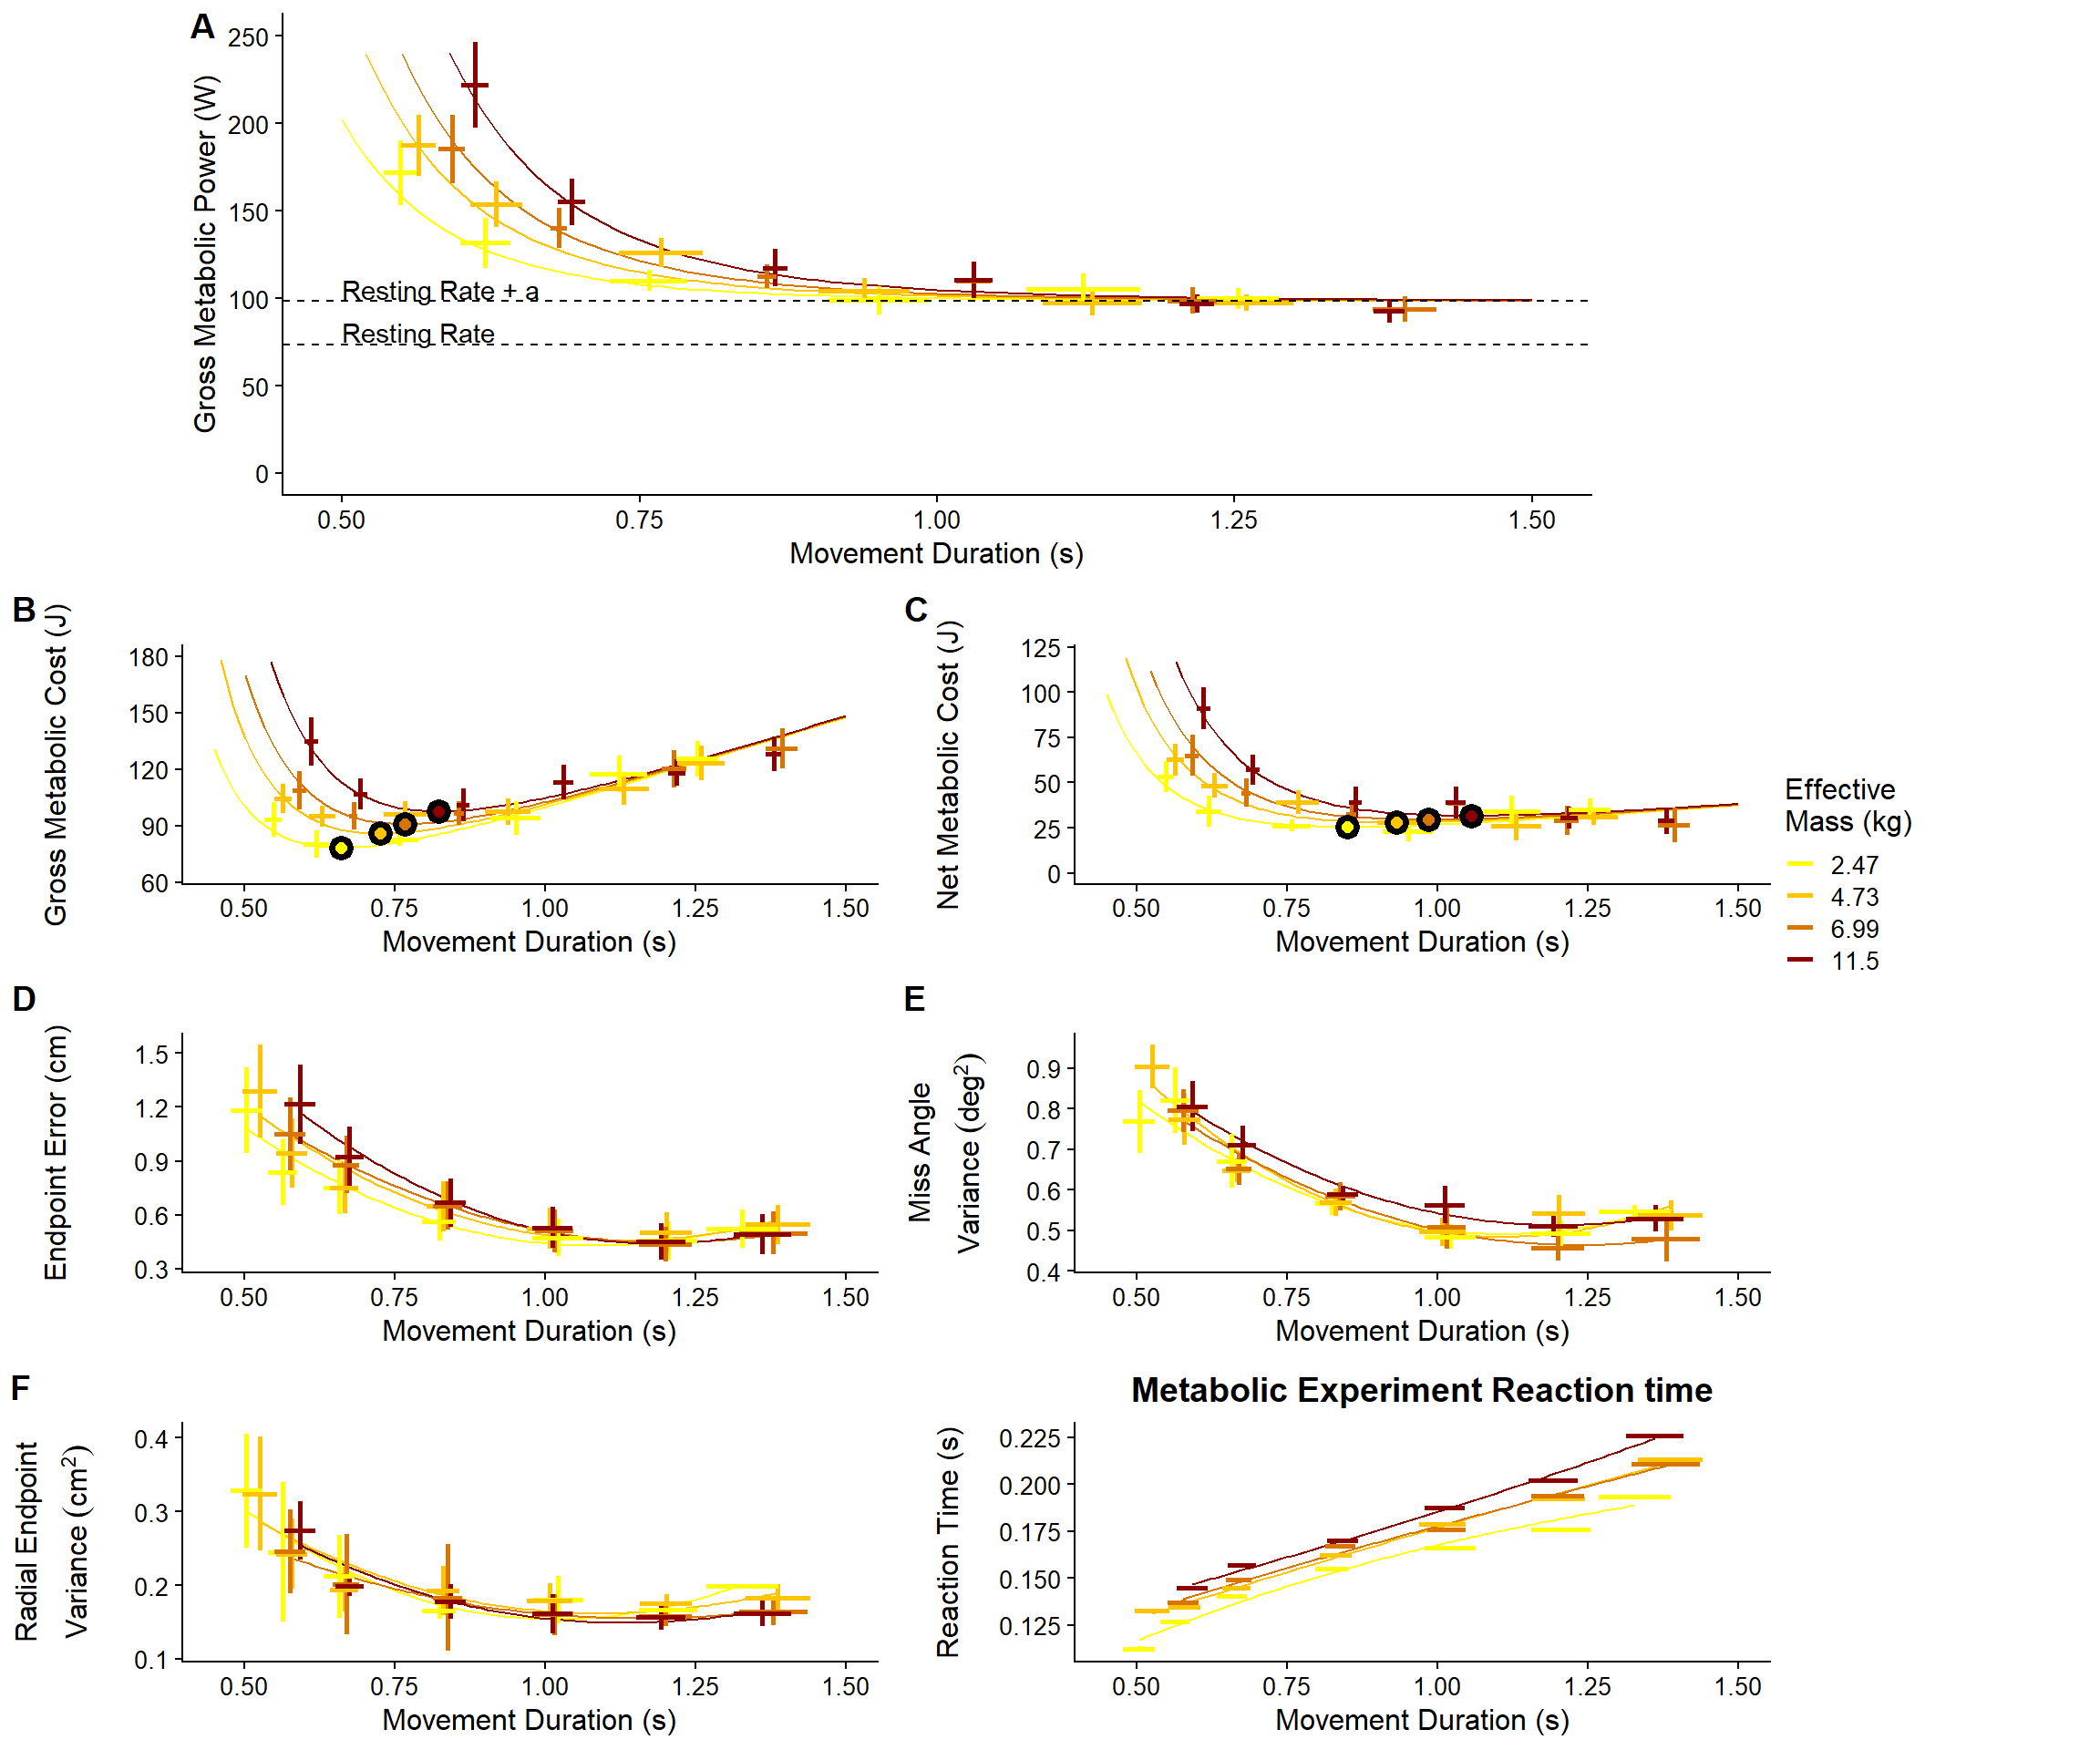 A
Gross Metabolic Power (W)
250
200
150
100
50
0
Resting Rate + a
Resting Rate
0.50 0.75 1.00 1.25 1.50
Movement Duration (s)
B
Gross Metabolic Cost (J)
180
150
120
90
60
0.50 0.75 1.00 1.25 1.50
Movement Duration (s)
C
Net Metabolic Cost (J)
125
100
75
50
25
0
0.50 0.75 1.00 1.25 1.50
Movement Duration (s)
Effective
Mass (kg)
2.47
4.73
6.99
11.5
D
Endpoint Error (cm)
1.5
1.2
0.9
0.6
0.3
0.50 0.75 1.00 1.25 1.50
Movement Duration (s)
E
Miss Angle
Variance (deg²)
0.9
0.8
0.7
0.6
0.5
0.4
0.50 0.75 1.00 1.25 1.50
Movement Duration (s)
F
Radial Endpoint
Variance (cm²)
0.4
0.3
0.2
0.1
0.50 0.75 1.00 1.25 1.50
Movement Duration (s)
Metabolic Experiment Reaction time
Reaction Time (s)
0.225
0.200
0.175
0.150
0.125
0.50 0.75 1.00 1.25 1.50
Movement Duration (s)